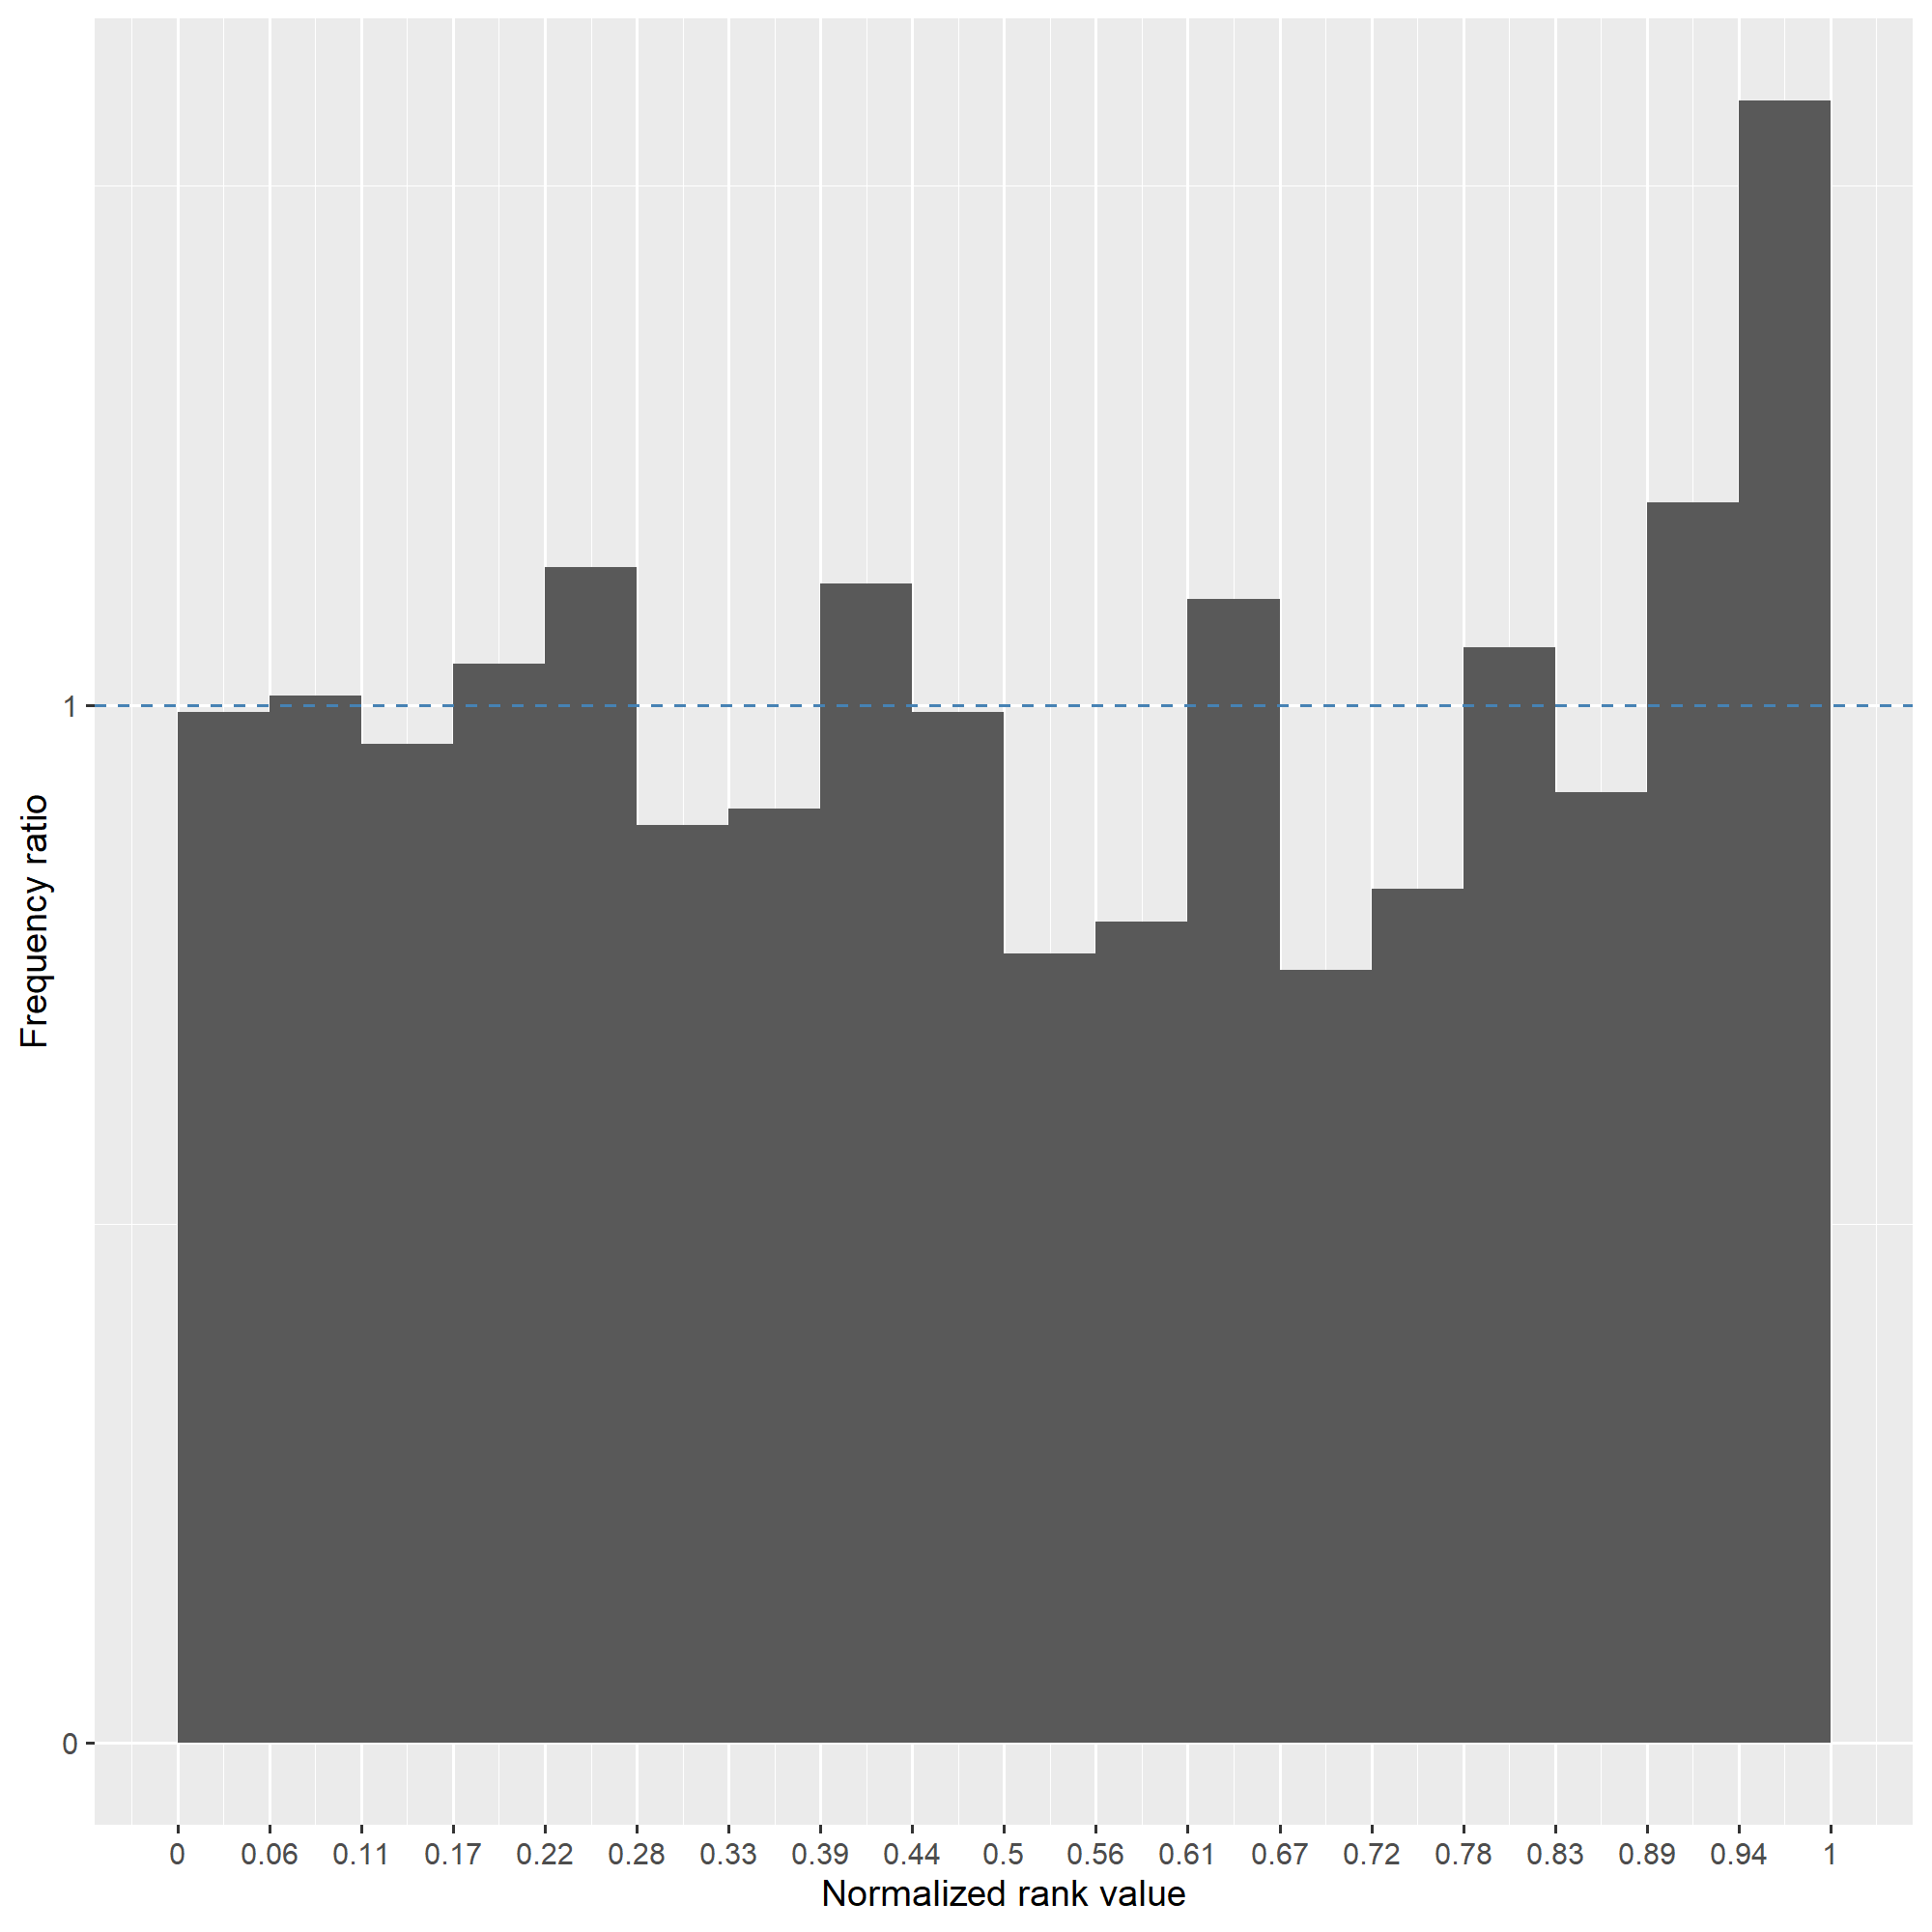 Frequency ratio
1
0
0 0.06 0.11 0.17 0.22 0.28 0.33 0.39 0.44 0.5 0.56 0.61 0.67 0.72 0.78 0.83 0.89 0.94 1
Normalized rank value